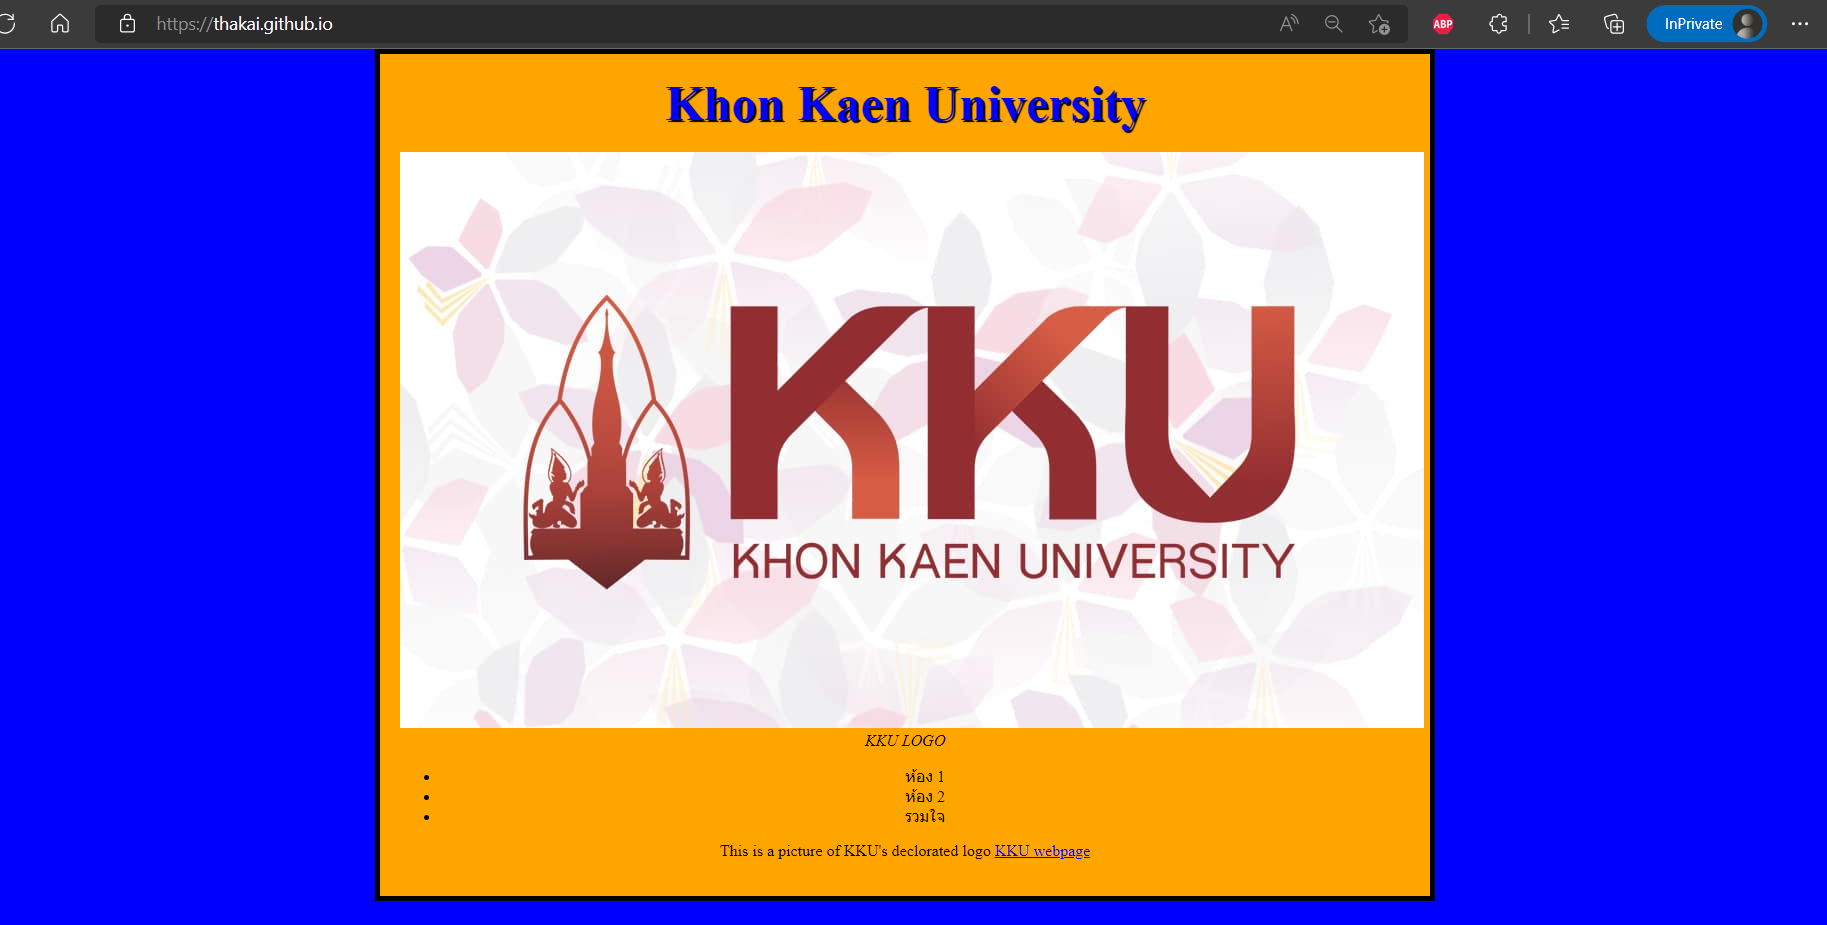 https://thakai.github.io
ABP
InPrivate
Khon Kaen University
KKU
KHON KAEN UNIVERSITY
KKU LOGO
ห้อง 1
ห้อง 2
รวมใจ
This is a picture of KKU's declorated logo KKU webpage